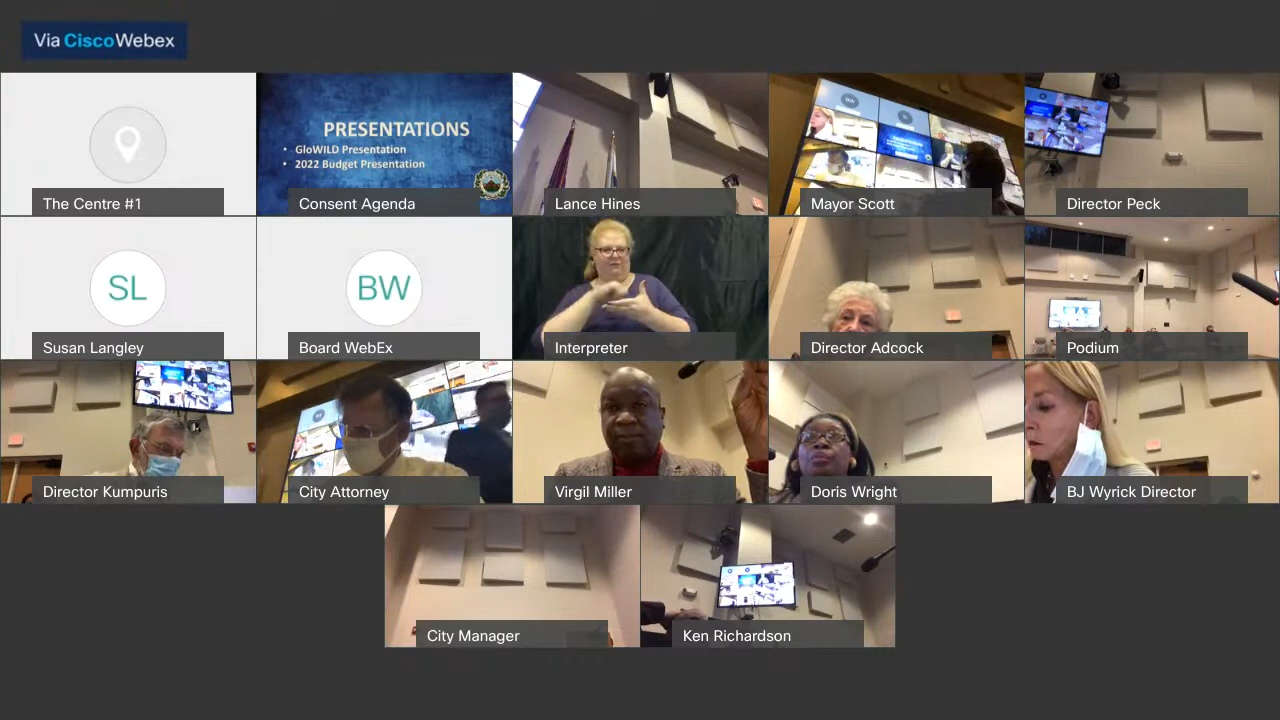 Via Cisco Webex
PRESENTATIONS
• GloWILD Presentation
• 2022 Budget Presentation
The Centre #1
Consent Agenda
Lance Hines
Mayor Scott
Director Peck
SL
BW
Susan Langley
Board WebEx
Interpreter
Director Adcock
Podium
Director Kumpuris
City Attorney
Virgil Miller
Doris Wright
BJ Wyrick Director
City Manager
Ken Richardson